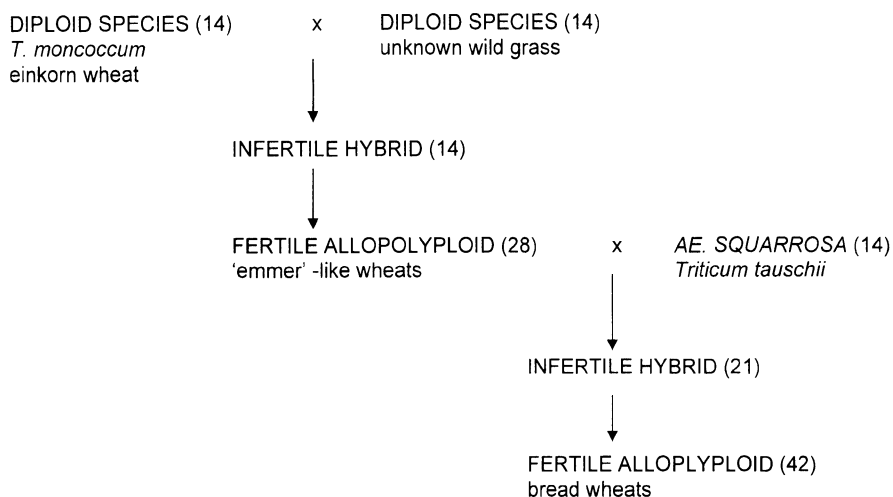 DIPLOID SPECIES (14) x DIPLOID SPECIES (14)
T. moncoccum unknown wild grass
einkorn wheat
INFERTILE HYBRID (14)
FERTILE ALLOPOLYPLOID (28) x AE. SQUARROSA (14)
'emmer' -like wheats Triticum tauschii
INFERTILE HYBRID (21)
FERTILE ALLOPLYPLOID (42)
bread wheats